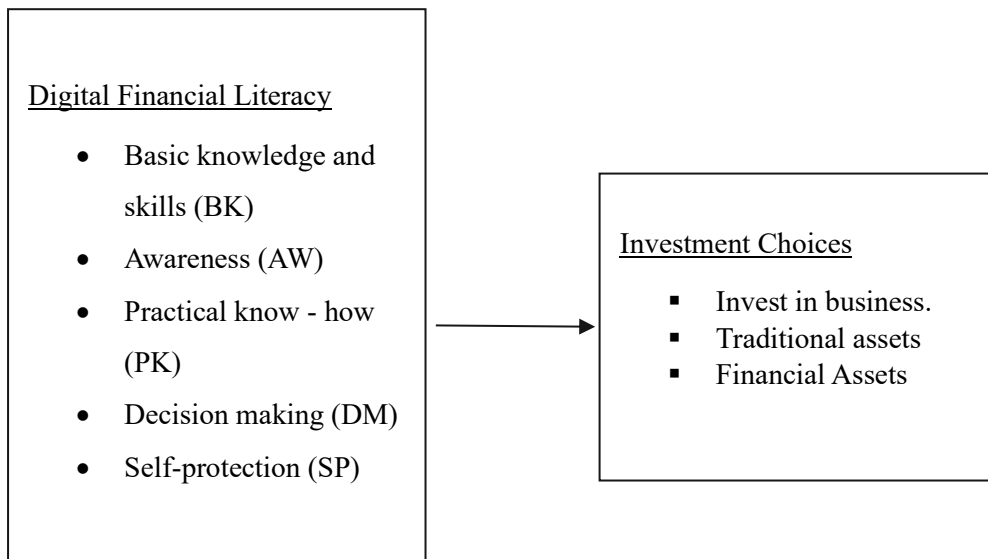 Digital Financial Literacy
• Basic knowledge and
skills (BK)
• Awareness (AW)
• Practical know - how
(PK)
• Decision making (DM)
• Self-protection (SP)
Investment Choices
▪ Invest in business.
▪ Traditional assets
▪ Financial Assets